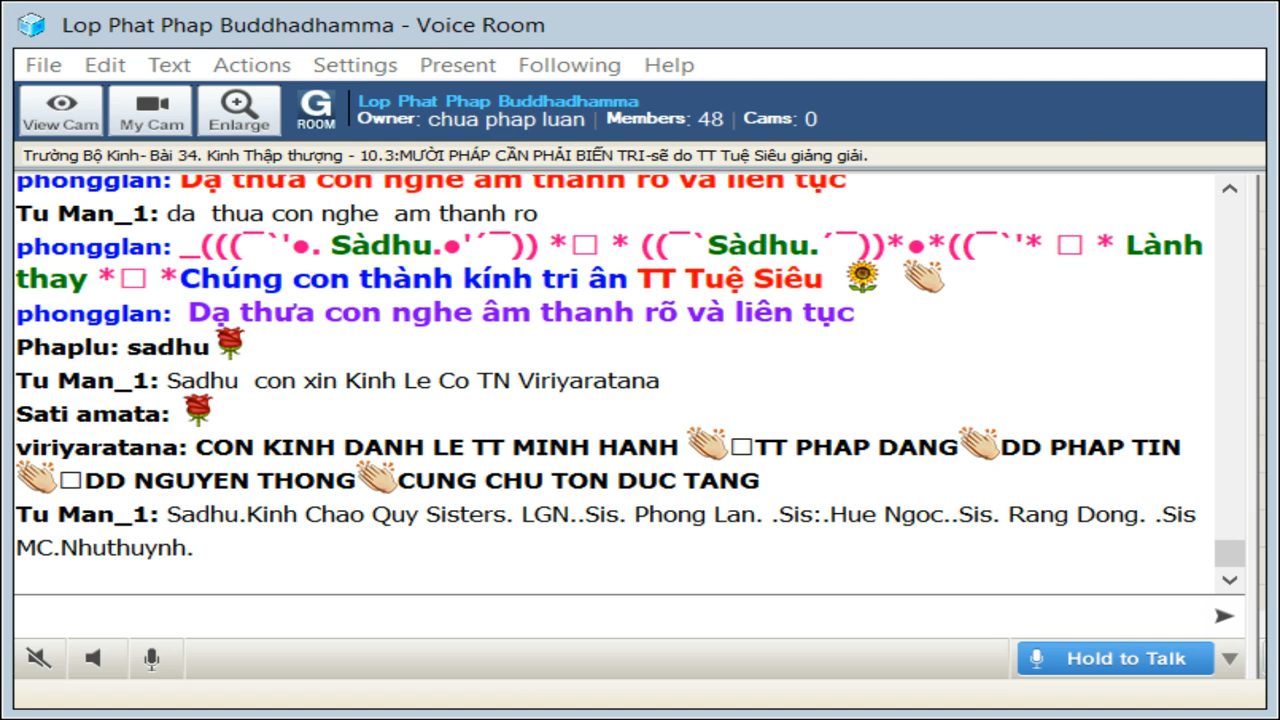 Lop Phat Phap Buddhadhamma - Voice Room
File Edit Text Actions Settings Present Following Help
View Cam My Cam Enlarge G ROOM
Lop Phat Phap Buddhadhamma
Owner: chua phap luan | Members: 48 | Cams: 0
Trường Bộ Kinh- Bài 34. Kinh Thập thượng - 10.3:MƯỜI PHÁP CẦN PHẢI BIẾN TRI-sẽ do TT Tuệ Siêu giảng giải.
phongglan: Dạ thưa con nghe âm thanh rõ và liên tục
Tu Man_1: da thua con nghe am thanh ro
phongglan: _(((¯`'●. Sàdhu.●'´¯)) *□ * ((¯`Sàdhu.´¯))*●*((¯`'* □ * Lành
thay *□ *Chúng con thành kính tri ân TT Tuệ Siêu 🌻 👏
phongglan: Dạ thưa con nghe âm thanh rõ và liên tục
Phaplu: sadhu🌹
Tu Man_1: Sadhu con xin Kinh Le Co TN Viriyaratana
Sati amata: 🌹
viriyaratana: CON KINH DANH LE TT MINH HANH 👏□TT PHAP DANG👏DD PHAP TIN
👏□DD NGUYEN THONG👏CUNG CHU TON DUC TANG
Tu Man_1: Sadhu.Kinh Chao Quy Sisters. LGN..Sis. Phong Lan. .Sis:.Hue Ngoc..Sis. Rang Dong. .Sis
MC.Nhuthuynh.
Hold to Talk